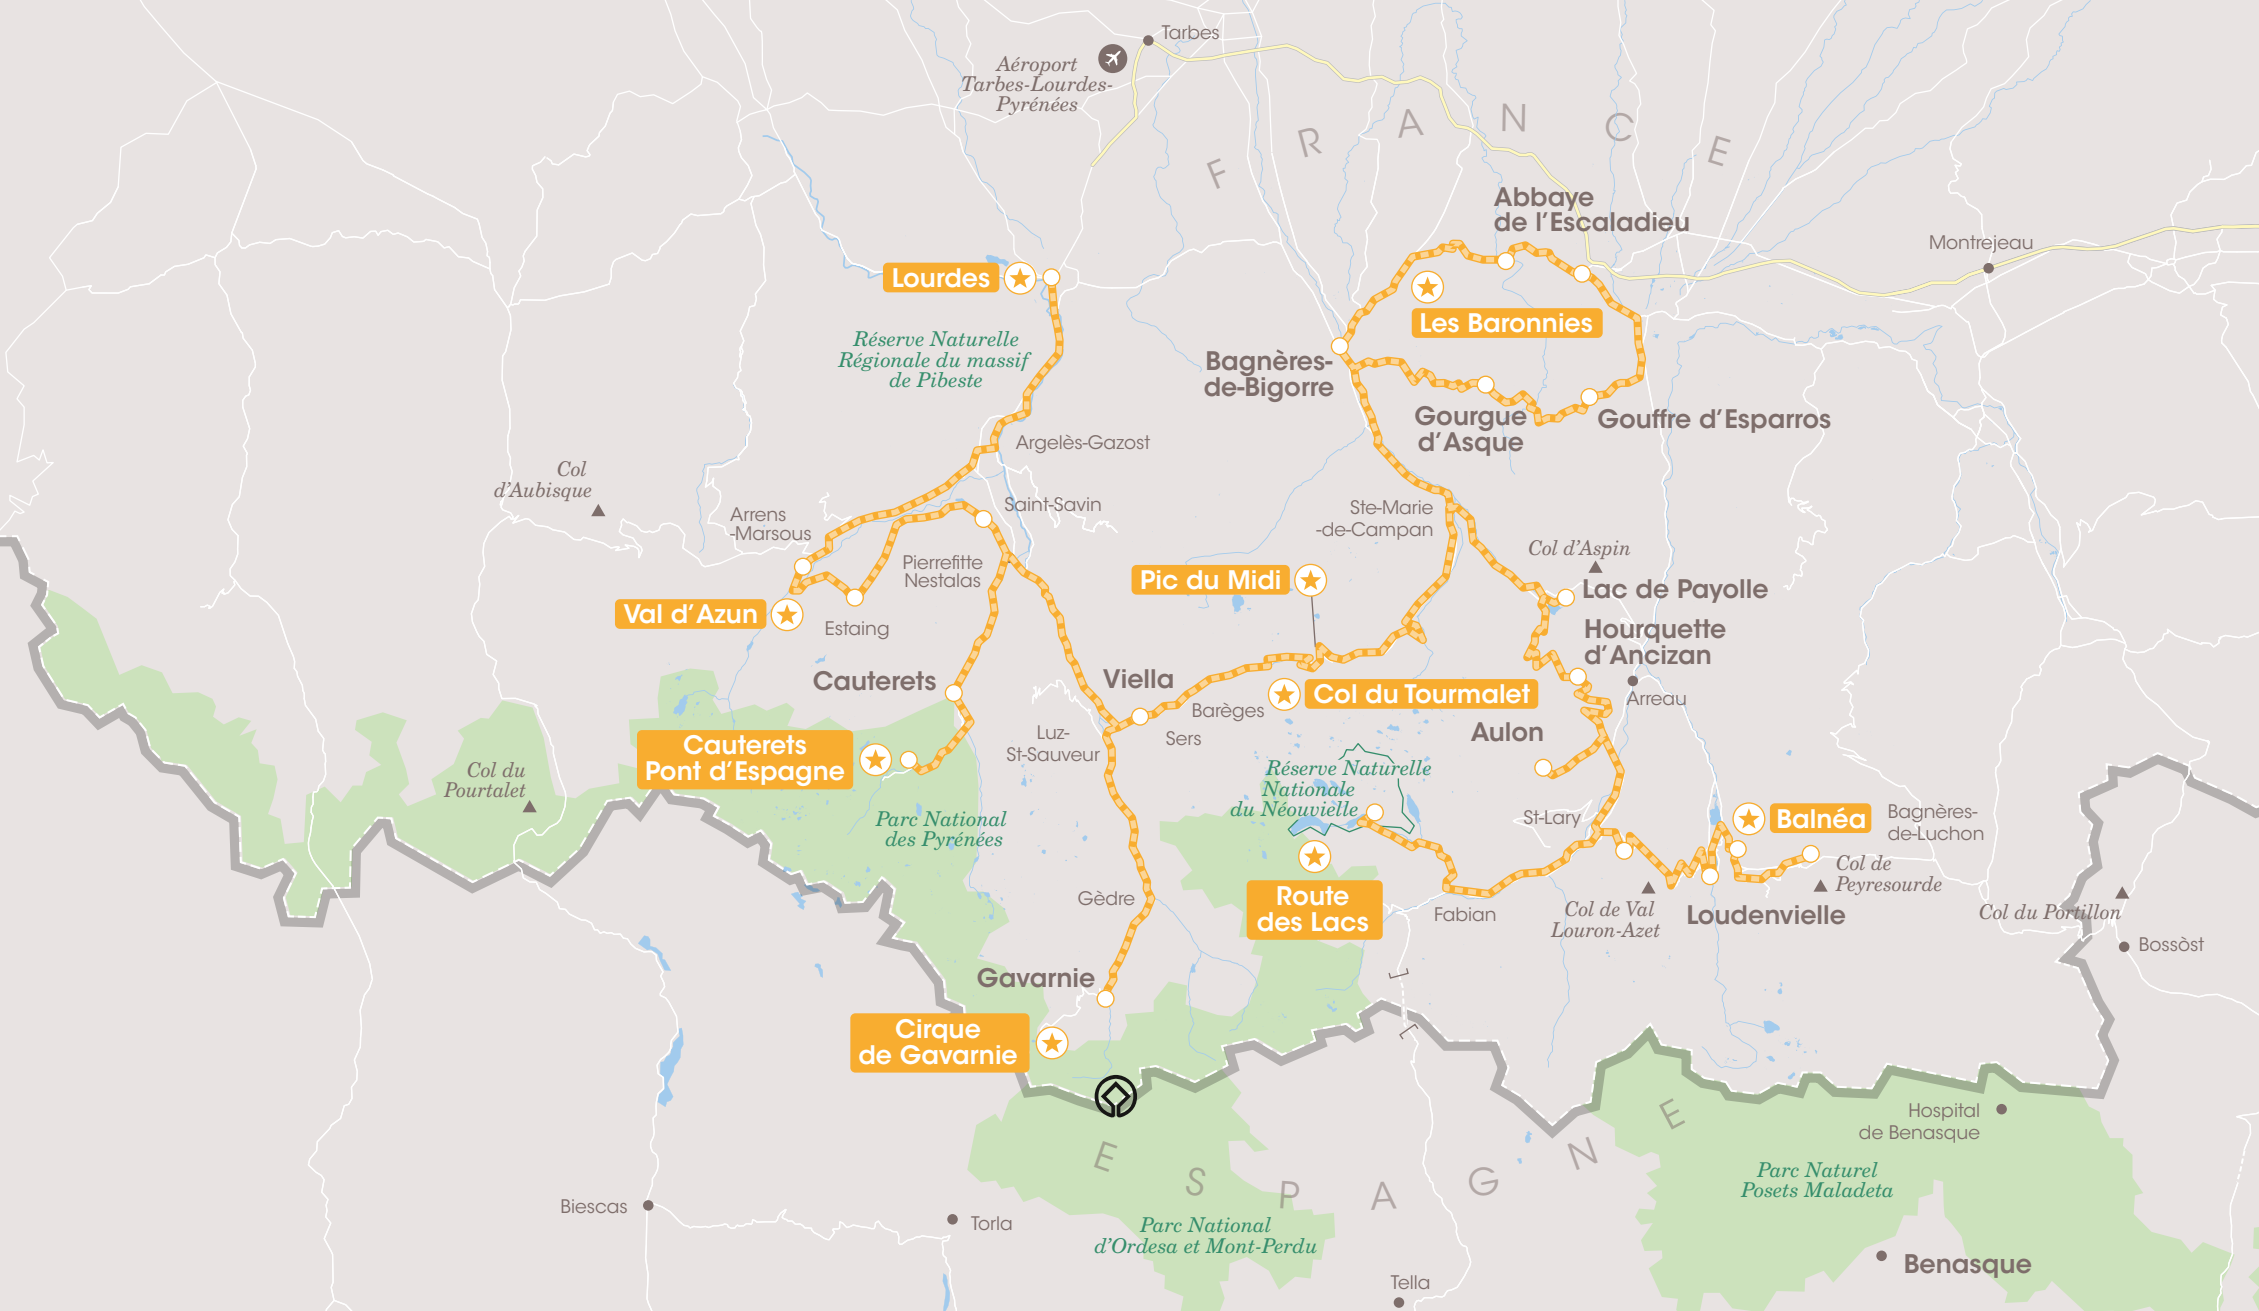 Tarbes
Aéroport
Tarbes-Lourdes-
Pyrénées
FRANCE
Abbaye
de l'Escaladieu
Montrejeau
Lourdes
Les Baronnies
Réserve Naturelle
Régionale du massif
de Pibeste
Bagnères-
de-Bigorre
Gourgue
d'Asque
Gouffre d'Esparros
Argelès-Gazost
Col
d'Aubisque
Saint-Savin
Arrens
-Marsous
Ste-Marie
-de-Campan
Pierrefitte
Nestalas
Col d'Aspin
Pic du Midi
Lac de Payolle
Val d'Azun
Estaing
Hourquette
d'Ancizan
Cauterets
Viella
Col du Tourmalet
Arreau
Barèges
Sers
Luz-
St-Sauveur
Aulon
Cauterets
Pont d'Espagne
Col du
Pourtalet
Réserve Naturelle
Nationale
du Néouvielle
Parc National
des Pyrénées
St-Lary
Balnéa
Bagnères-
de-Luchon
Col de
Peyresourde
Route
des Lacs
Gèdre
Fabian
Col de Val
Louron-Azet
Loudenvielle
Col du Portillon
Bossòst
Gavarnie
Cirque
de Gavarnie
ESPAGNE
Hospital
de Benasque
Parc Naturel
Posets Maladeta
Biescas
Torla
Parc National
d'Ordesa et Mont-Perdu
Benasque
Tella